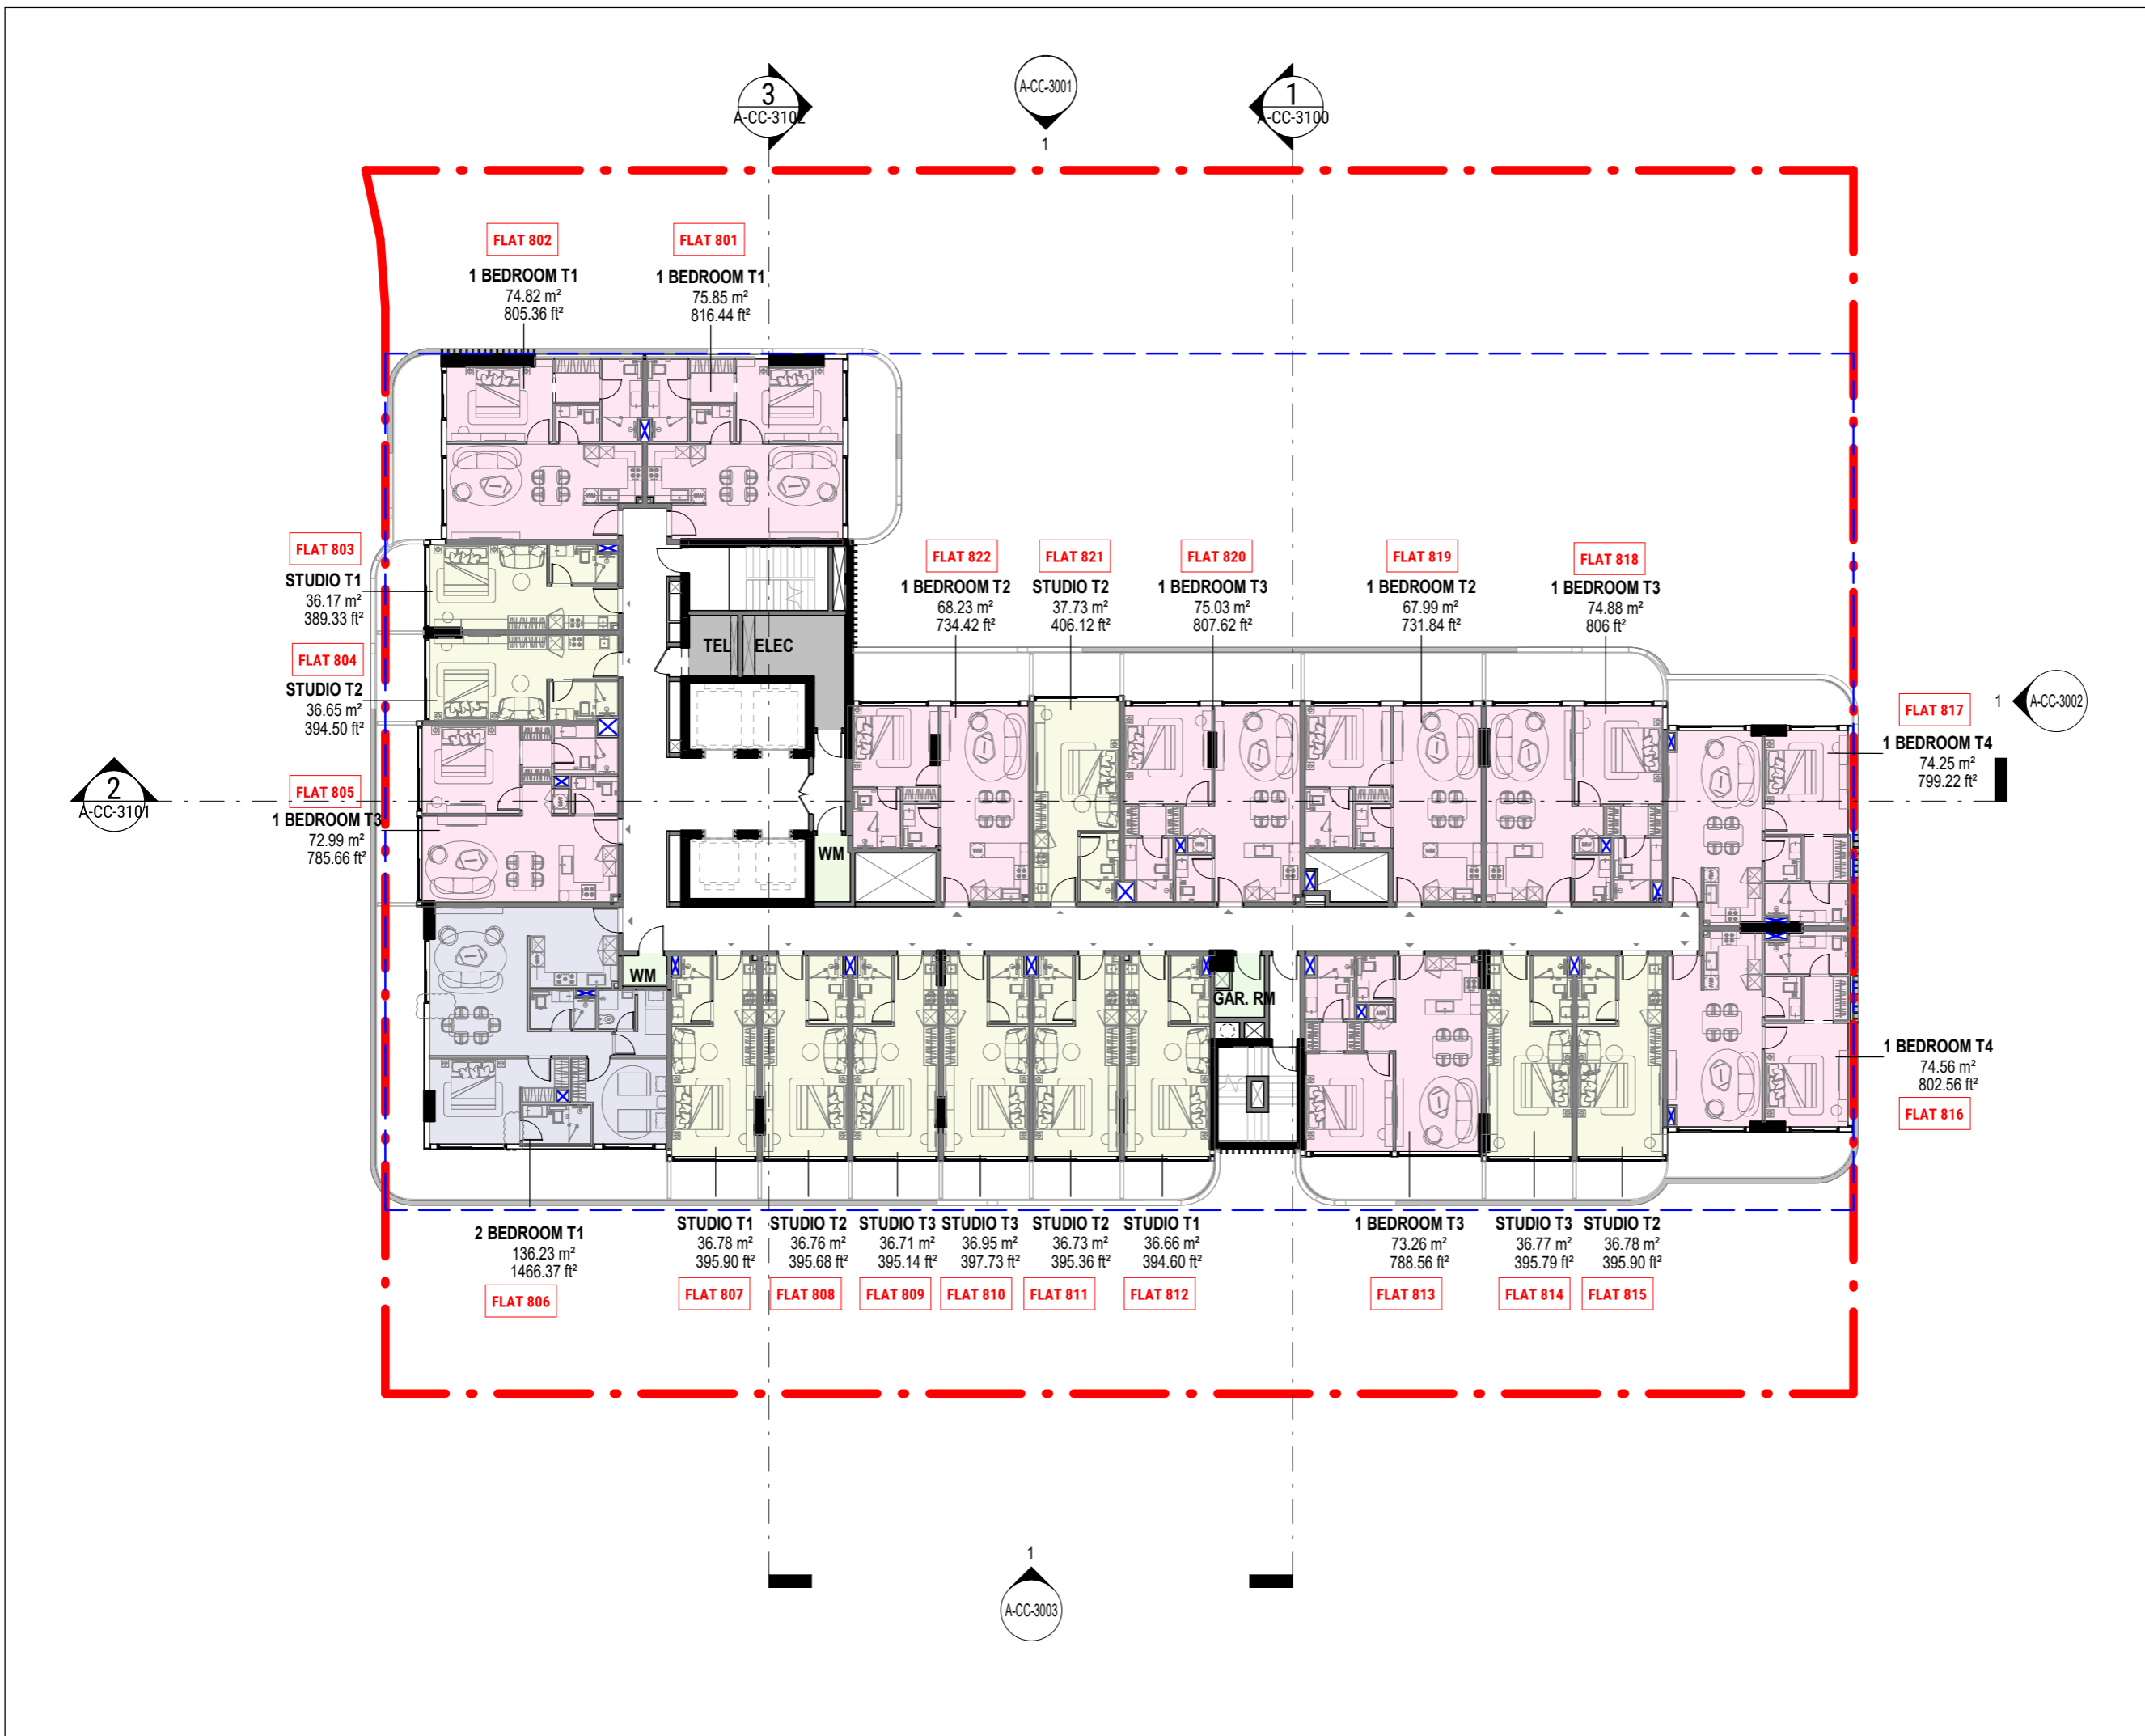 3
A-CC-3102
A-CC-3001
1
1
A-CC-3100
FLAT 802
1 BEDROOM T1
74.82 m²
805.36 ft²
FLAT 801
1 BEDROOM T1
75.85 m²
816.44 ft²
FLAT 803
STUDIO T1
36.17 m²
389.33 ft²
FLAT 804
STUDIO T2
36.65 m²
394.50 ft²
FLAT 805
1 BEDROOM T3
72.99 m²
785.66 ft²
2
A-CC-3101
TEL
ELEC
WM
WM
GAR. RM
FLAT 822
1 BEDROOM T2
68.23 m²
734.42 ft²
FLAT 821
STUDIO T2
37.73 m²
406.12 ft²
FLAT 820
1 BEDROOM T3
75.03 m²
807.62 ft²
FLAT 819
1 BEDROOM T2
67.99 m²
731.84 ft²
FLAT 818
1 BEDROOM T3
74.88 m²
806 ft²
FLAT 817
1 BEDROOM T4
74.25 m²
799.22 ft²
1
A-CC-3002
1 BEDROOM T4
74.56 m²
802.56 ft²
FLAT 816
2 BEDROOM T1
136.23 m²
1466.37 ft²
FLAT 806
STUDIO T1
36.78 m²
395.90 ft²
FLAT 807
STUDIO T2
36.76 m²
395.68 ft²
FLAT 808
STUDIO T3
36.71 m²
395.14 ft²
FLAT 809
STUDIO T3
36.95 m²
397.73 ft²
FLAT 810
STUDIO T2
36.73 m²
395.36 ft²
FLAT 811
STUDIO T1
36.66 m²
394.60 ft²
FLAT 812
1 BEDROOM T3
73.26 m²
788.56 ft²
FLAT 813
STUDIO T3
36.77 m²
395.79 ft²
FLAT 814
STUDIO T2
36.78 m²
395.90 ft²
FLAT 815
1
A-CC-3003